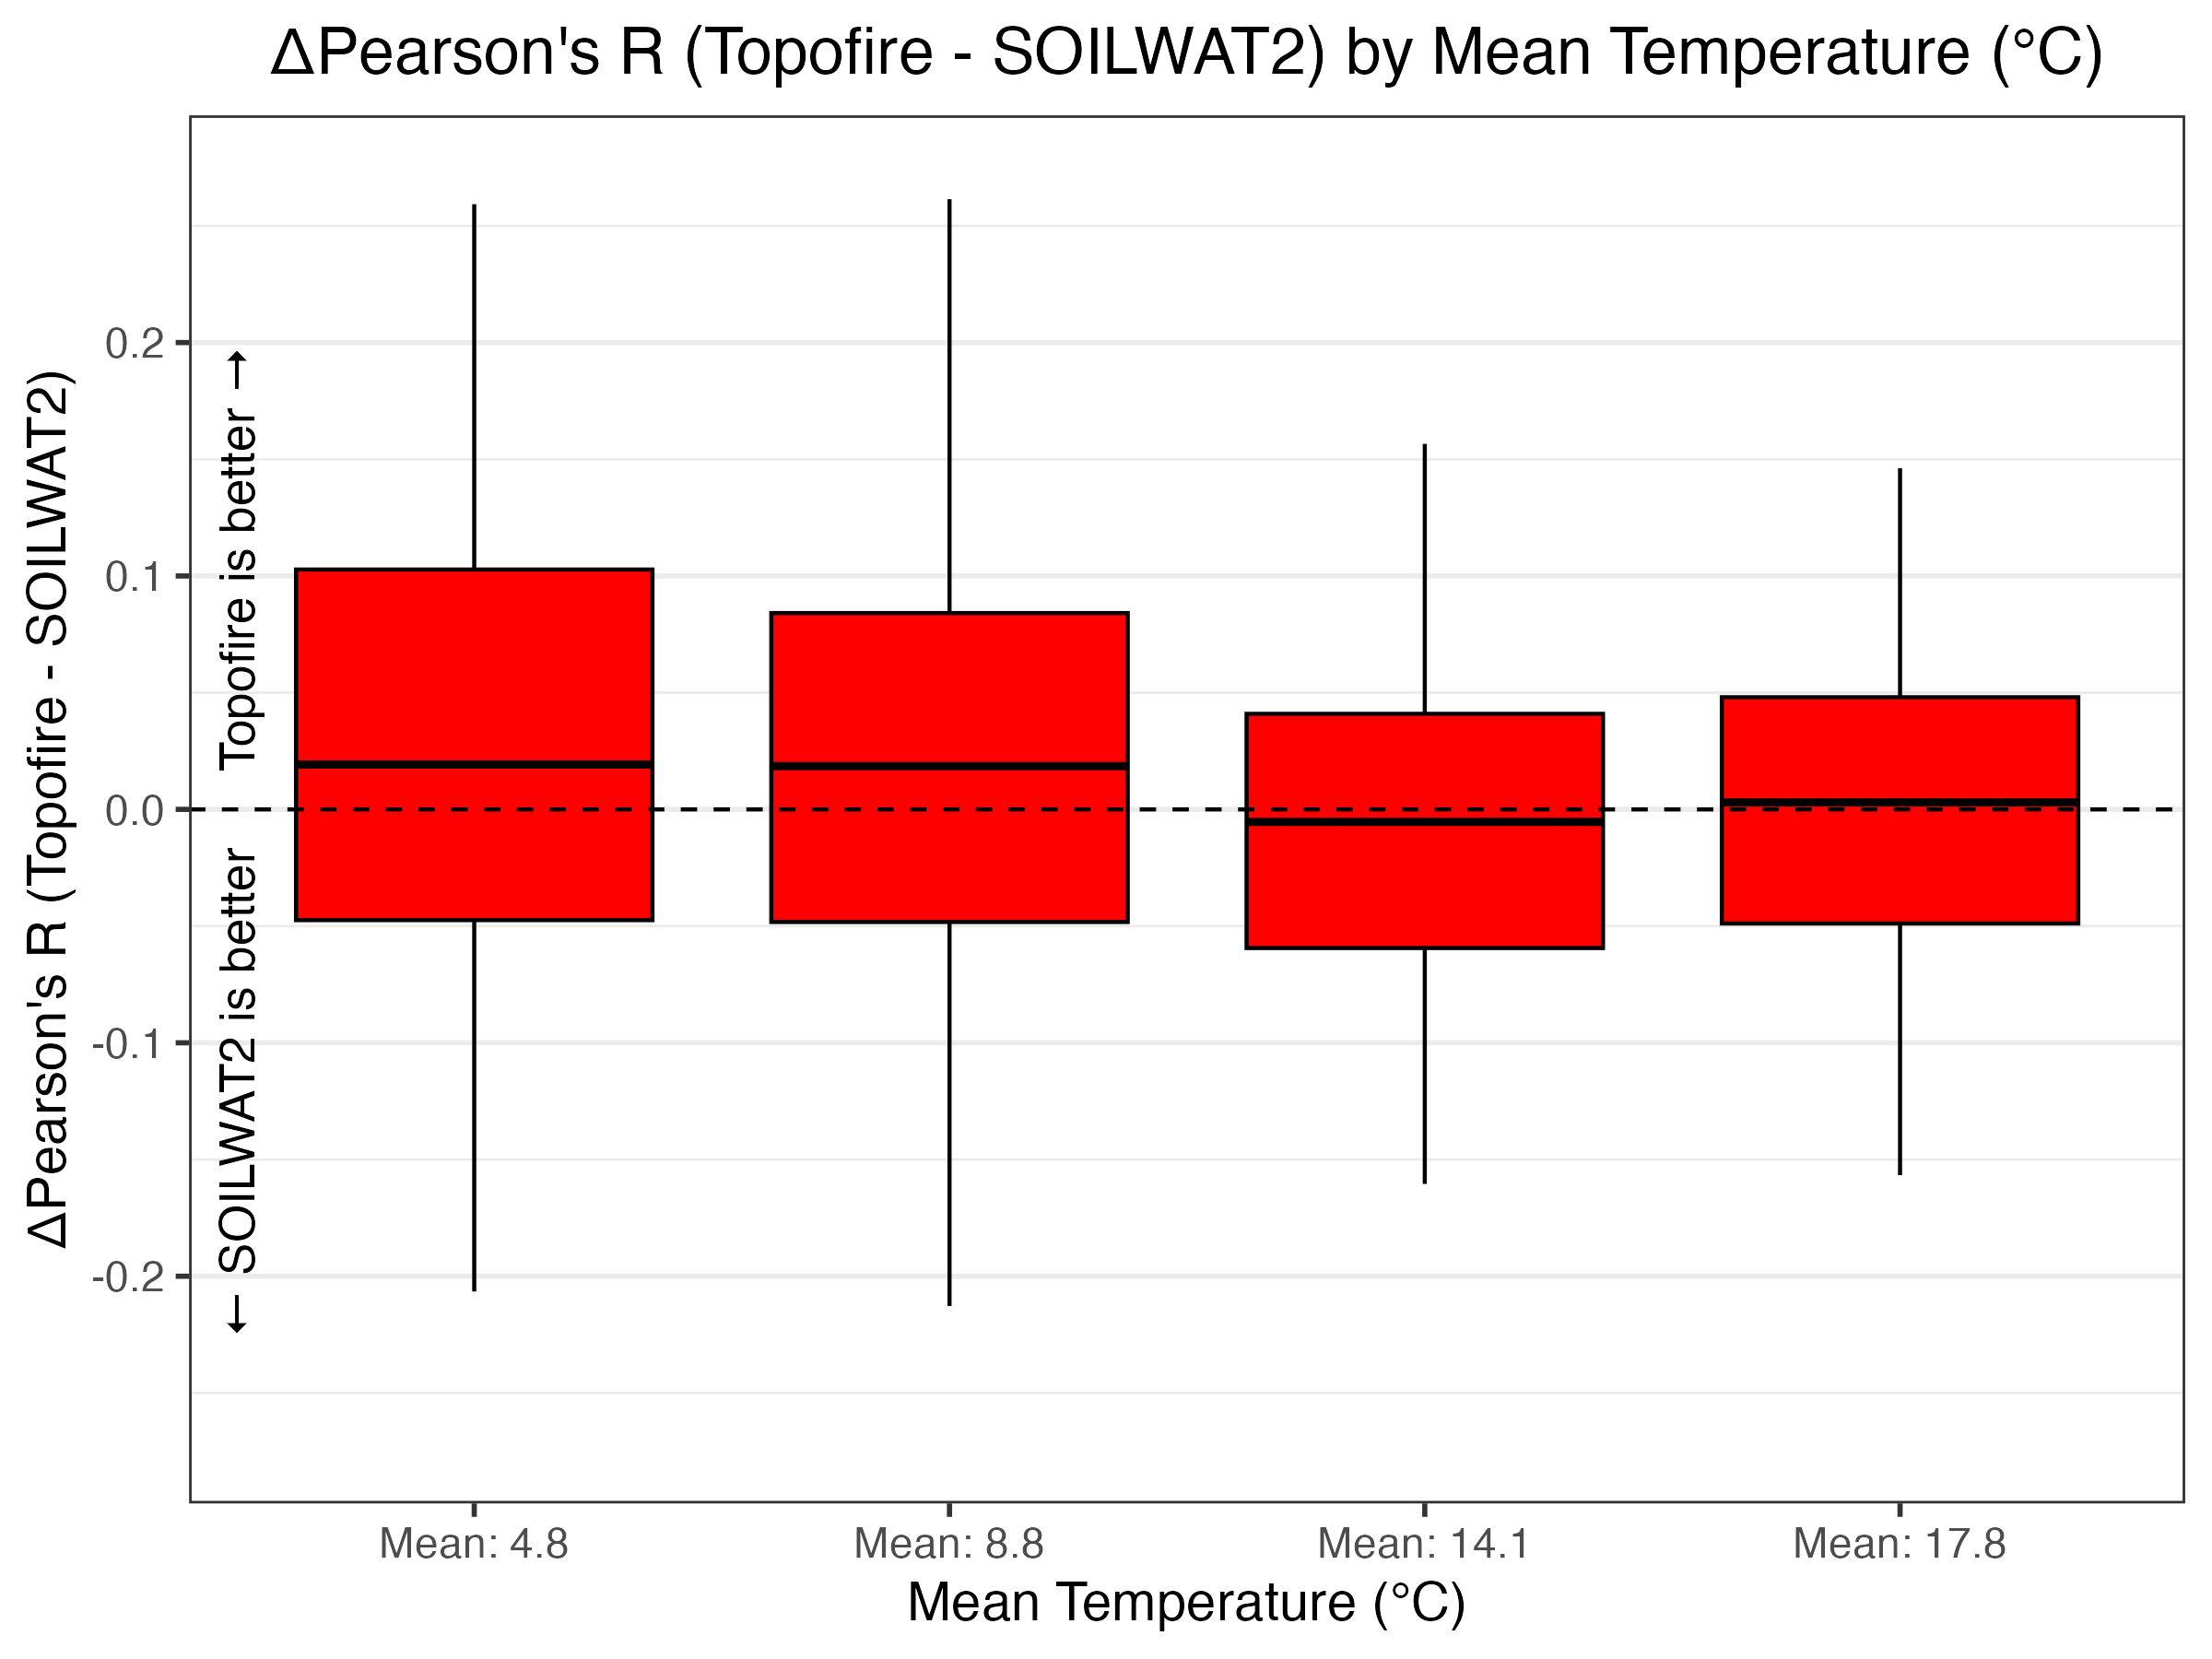 ΔPearson's R (Topofire - SOILWAT2) by Mean Temperature (°C)
ΔPearson's R (Topofire - SOILWAT2)
0.2
0.1
0.0
-0.1
-0.2
Topofire is better →
← SOILWAT2 is better
Mean: 4.8
Mean: 8.8
Mean: 14.1
Mean: 17.8
Mean Temperature (°C)